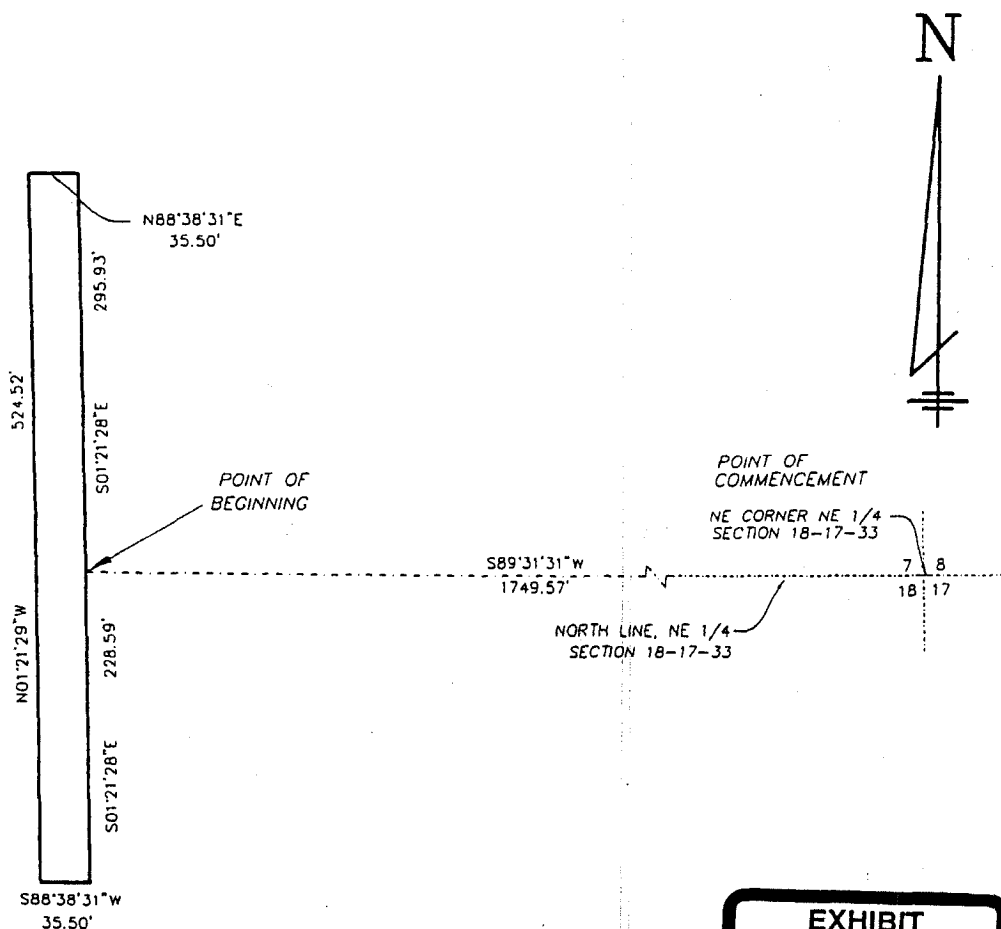 N
N88°38'31"E
35.50'
295.93'
524.52'
S01°21'28"E
POINT OF
BEGINNING
POINT OF
COMMENCEMENT
NE CORNER NE 1/4
SECTION 18-17-33
S89°31'31"W
1749.57'
7 8
18 17
NORTH LINE, NE 1/4
SECTION 18-17-33
N01°21'29"W
228.59'
S01°21'28"E
S88°38'31"W
35.50'
EXHIBIT